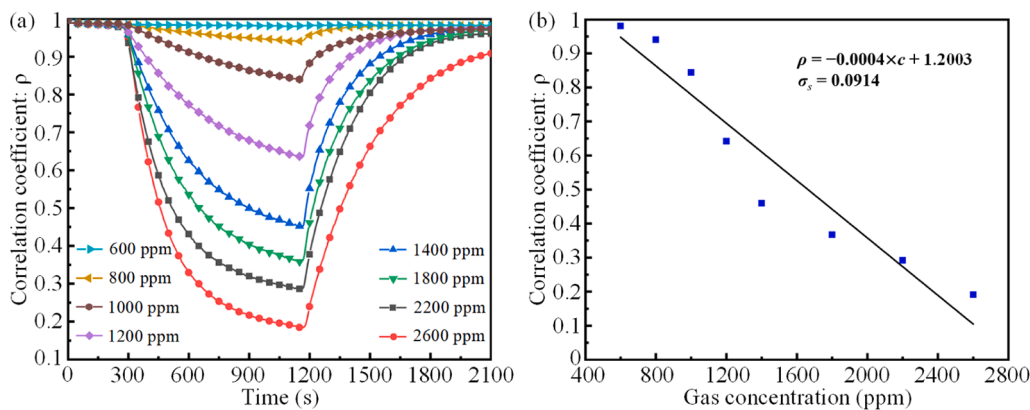 (a)
1
0.9
0.8
0.7
0.6
0.5
0.4
0.3
0.2
0.1
Correlation coefficient: ρ
600 ppm
800 ppm
1000 ppm
1200 ppm
1400 ppm
1800 ppm
2200 ppm
2600 ppm
0 300 600 900 1200 1500 1800 2100
Time (s)
(b)
1
0.9
0.8
0.7
0.6
0.5
0.4
0.3
0.2
0.1
0
Correlation coefficient: ρ
ρ = −0.0004×c + 1.2003
σs = 0.0914
400 800 1200 1600 2000 2400 2800
Gas concentration (ppm)